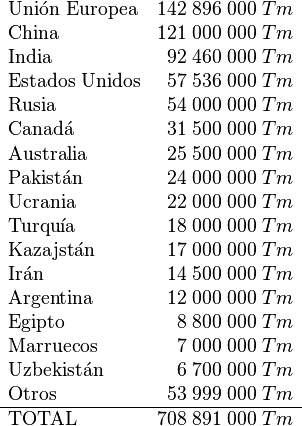 Unión Europea 142 896 000 Tm
China 121 000 000 Tm
India 92 460 000 Tm
Estados Unidos 57 536 000 Tm
Rusia 54 000 000 Tm
Canadá 31 500 000 Tm
Australia 25 500 000 Tm
Pakistán 24 000 000 Tm
Ucrania 22 000 000 Tm
Turquía 18 000 000 Tm
Kazajstán 17 000 000 Tm
Irán 14 500 000 Tm
Argentina 12 000 000 Tm
Egipto 8 800 000 Tm
Marruecos 7 000 000 Tm
Uzbekistán 6 700 000 Tm
Otros 53 999 000 Tm
TOTAL 708 891 000 Tm